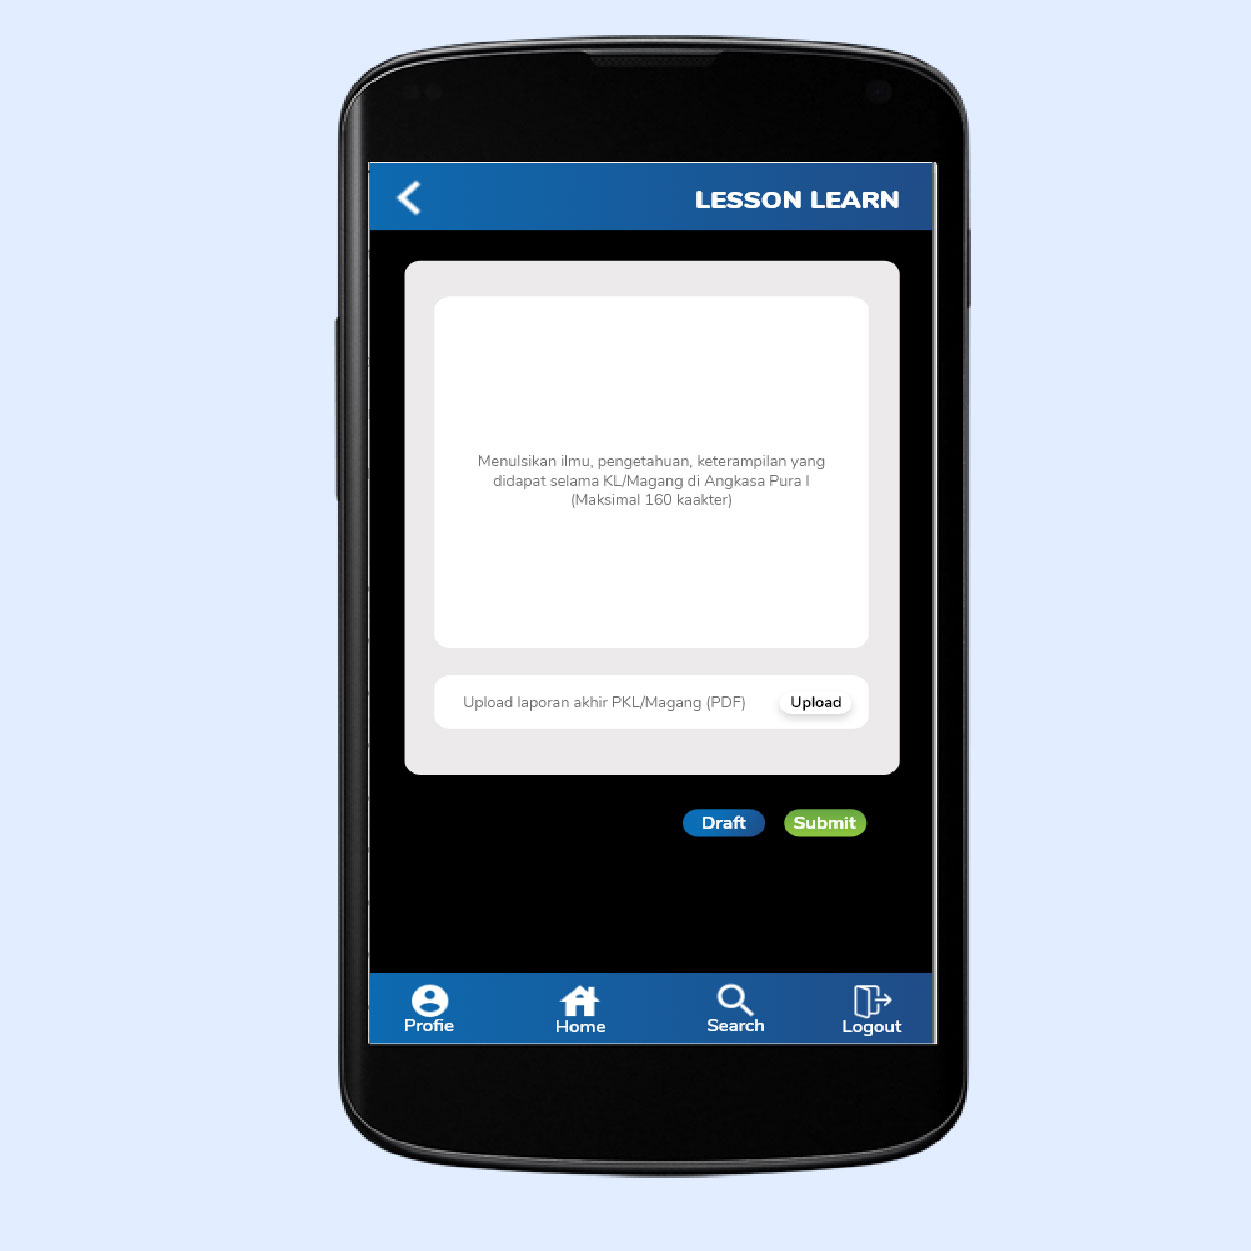 LESSON LEARN
Menulsikan ilmu, pengetahuan, keterampilan yang
didapat selama KL/Magang di Angkasa Pura I
(Maksimal 160 kaakter)
Upload laporan akhir PKL/Magang (PDF)
Upload
Draft
Submit
Profie
Home
Search
Logout